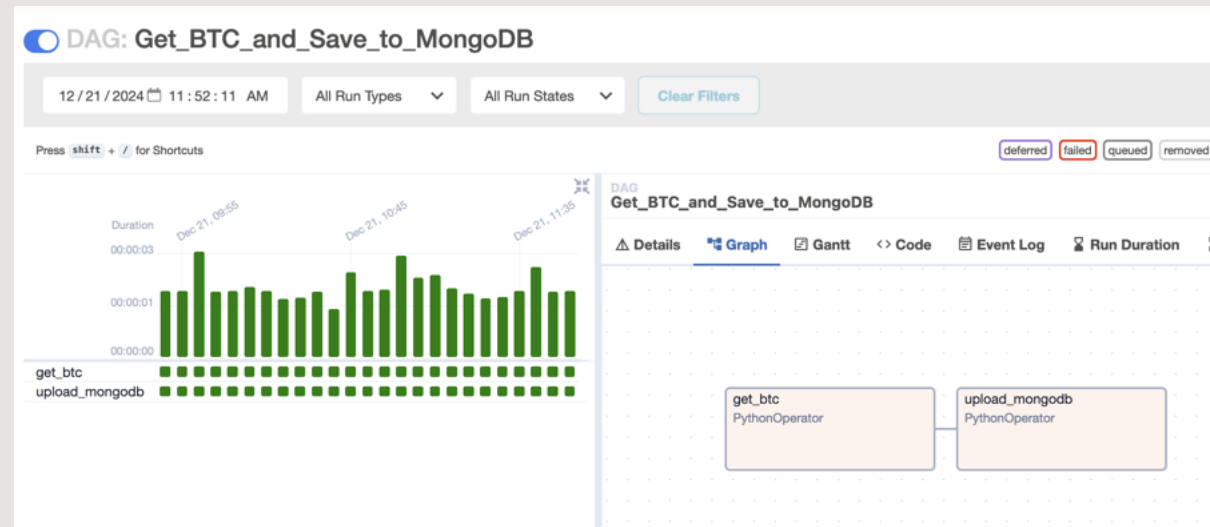 DAG: Get_BTC_and_Save_to_MongoDB
12/21/2024 11:52:11 AM All Run Types All Run States Clear Filters
Press shift + / for Shortcuts
deferred failed queued removed
Duration
Dec 21, 09:55
Dec 21, 10:45
Dec 21, 11:35
00:00:03
00:00:01
00:00:00
get_btc
upload_mongodb
DAG
Get_BTC_and_Save_to_MongoDB
Details Graph Gantt Code Event Log Run Duration
get_btc
PythonOperator
upload_mongodb
PythonOperator